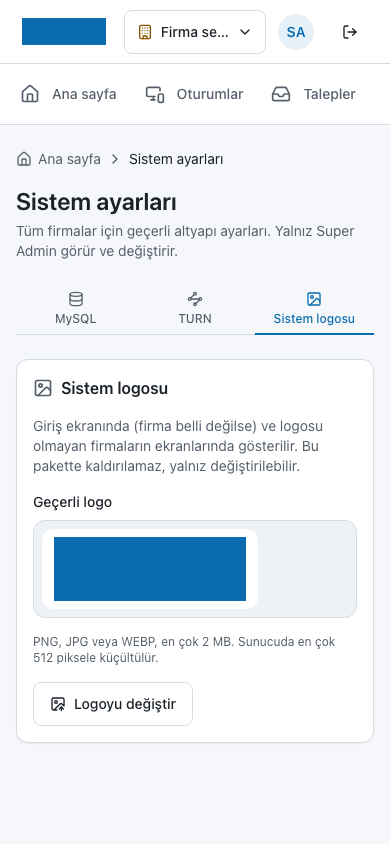 Firma se...
SA
Ana sayfa
Oturumlar
Talepler
Ana sayfa
Sistem ayarları
Sistem ayarları
Tüm firmalar için geçerli altyapı ayarları. Yalnız Super
Admin görür ve değiştirir.
MySQL
TURN
Sistem logosu
Sistem logosu
Giriş ekranında (firma belli değilse) ve logosu
olmayan firmaların ekranlarında gösterilir. Bu
pakette kaldırılamaz, yalnız değiştirilebilir.
Geçerli logo
PNG, JPG veya WEBP, en çok 2 MB. Sunucuda en çok
512 piksele küçültülür.
Logoyu değiştir